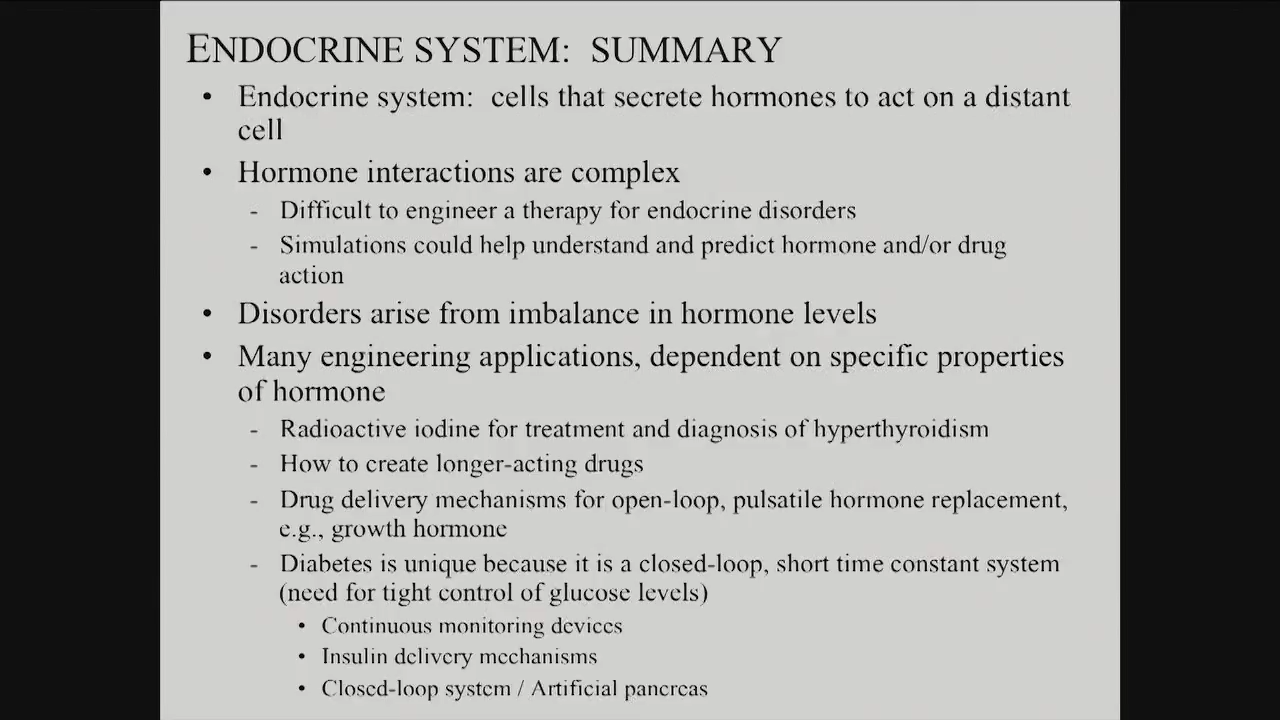 ENDOCRINE SYSTEM: SUMMARY
• Endocrine system: cells that secrete hormones to act on a distant
cell
• Hormone interactions are complex
- Difficult to engineer a therapy for endocrine disorders
- Simulations could help understand and predict hormone and/or drug
action
• Disorders arise from imbalance in hormone levels
• Many engineering applications, dependent on specific properties
of hormone
- Radioactive iodine for treatment and diagnosis of hyperthyroidism
- How to create longer-acting drugs
- Drug delivery mechanisms for open-loop, pulsatile hormone replacement,
e.g., growth hormone
- Diabetes is unique because it is a closed-loop, short time constant system
(need for tight control of glucose levels)
• Continuous monitoring devices
• Insulin delivery mechanisms
• Closed-loop system / Artificial pancreas